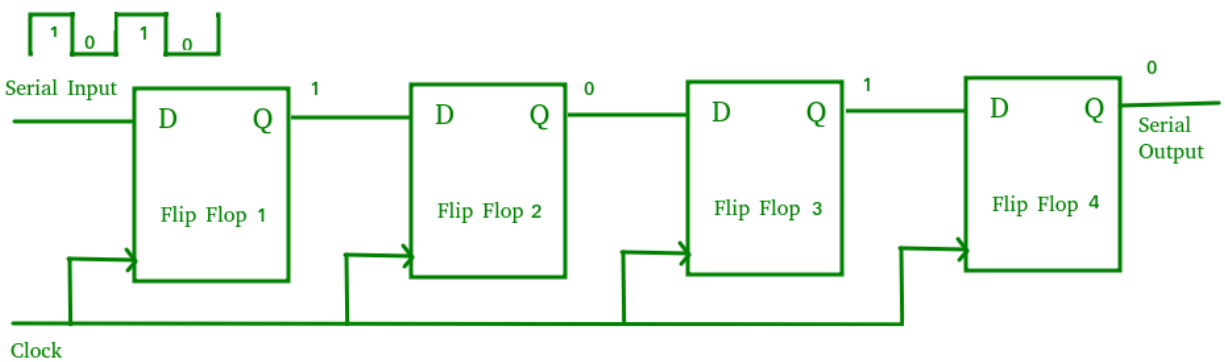 1 0 1 0
Serial Input
1
0
1
0
D Q
D Q
D Q
D Q
Serial
Output
Flip Flop 1
Flip Flop 2
Flip Flop 3
Flip Flop 4
Clock